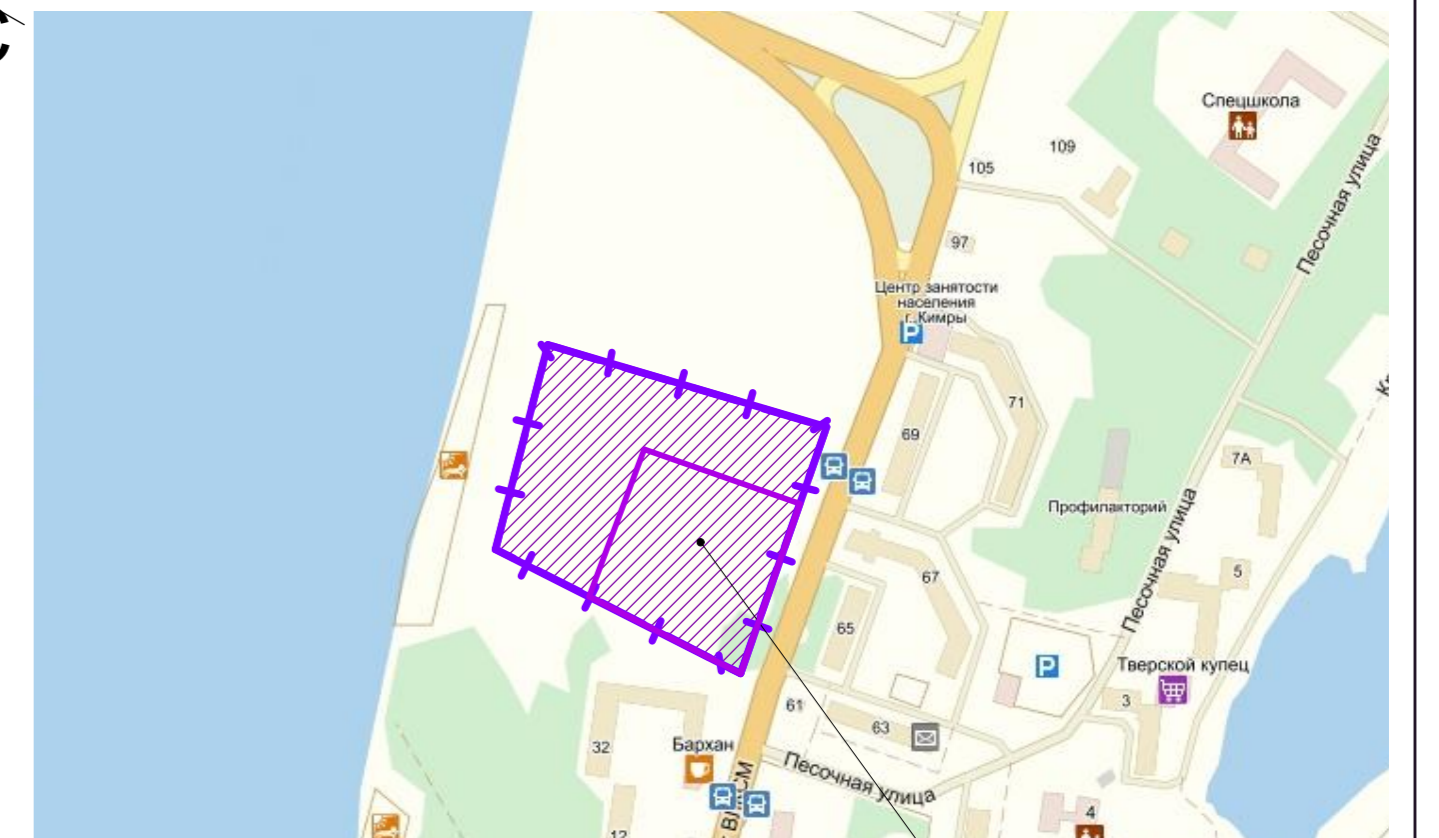 С
Спецшкола
109
105
Песочная улица
97
Центр занятости
населения
г. Кимры
P
71
69
7А
Профилакторий
Песочная улица
67
5
65
P
Тверской купец
3
61
63
32
Бархан
Песочная улица
ВЛКСМ
4
12